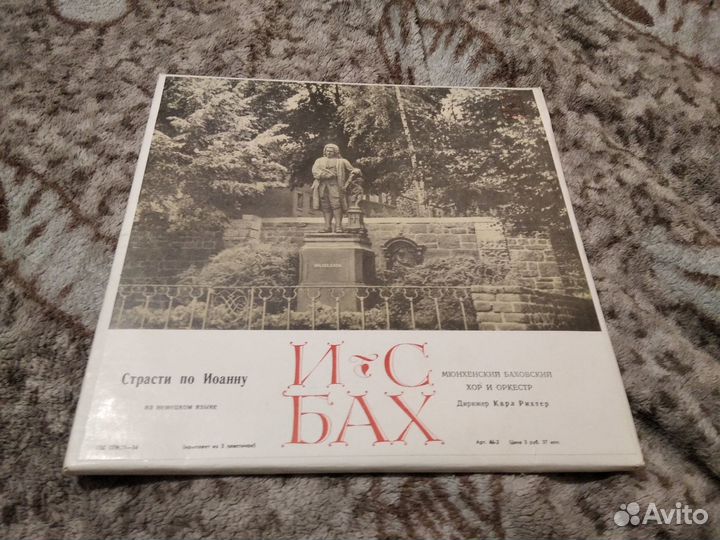 Страсти по Иоанну
на немецком языке
И С
БАХ
МЮНХЕНСКИЙ БАХОВСКИЙ
ХОР И ОРКЕСТР
Дирижер Карл Рихтер
(комплект из 3 пластинок)
Арт. Цена 5 руб. 37 коп.
Avito